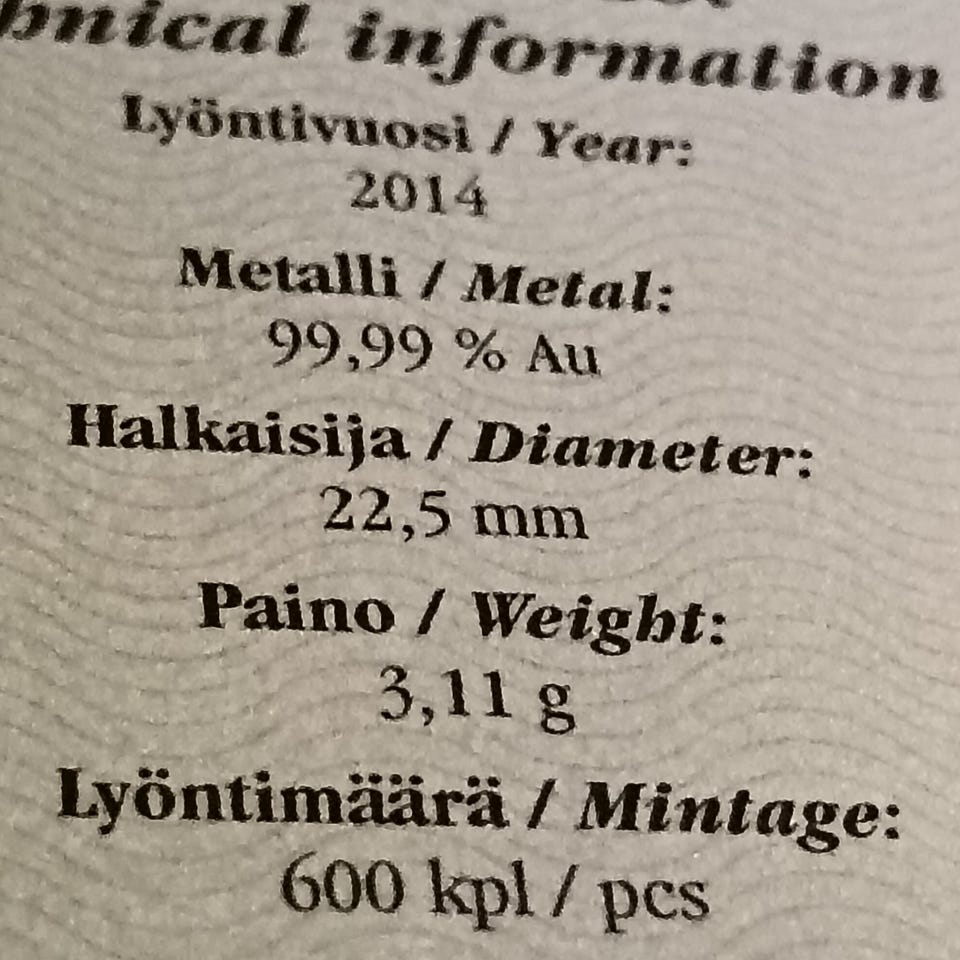 information
Lyöntivuosi / Year:
2014
Metalli / Metal:
99,99 % Au
Halkaisija / Diameter:
22,5 mm
Paino / Weight:
3,11 g
Lyöntimäärä / Mintage:
600 kpl / pcs